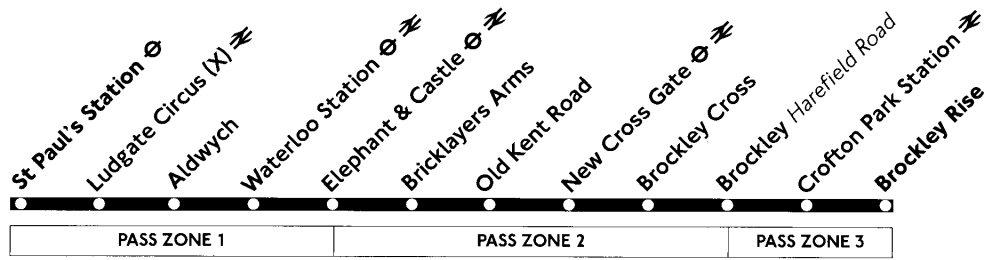 St Paul's Station
Ludgate Circus (X)
Aldwych
Waterloo Station
Elephant & Castle
Bricklayers Arms
Old Kent Road
New Cross Gate
Brockley Cross
Brockley Harefield Road
Crofton Park Station
Brockley Rise
PASS ZONE 1
PASS ZONE 2
PASS ZONE 3